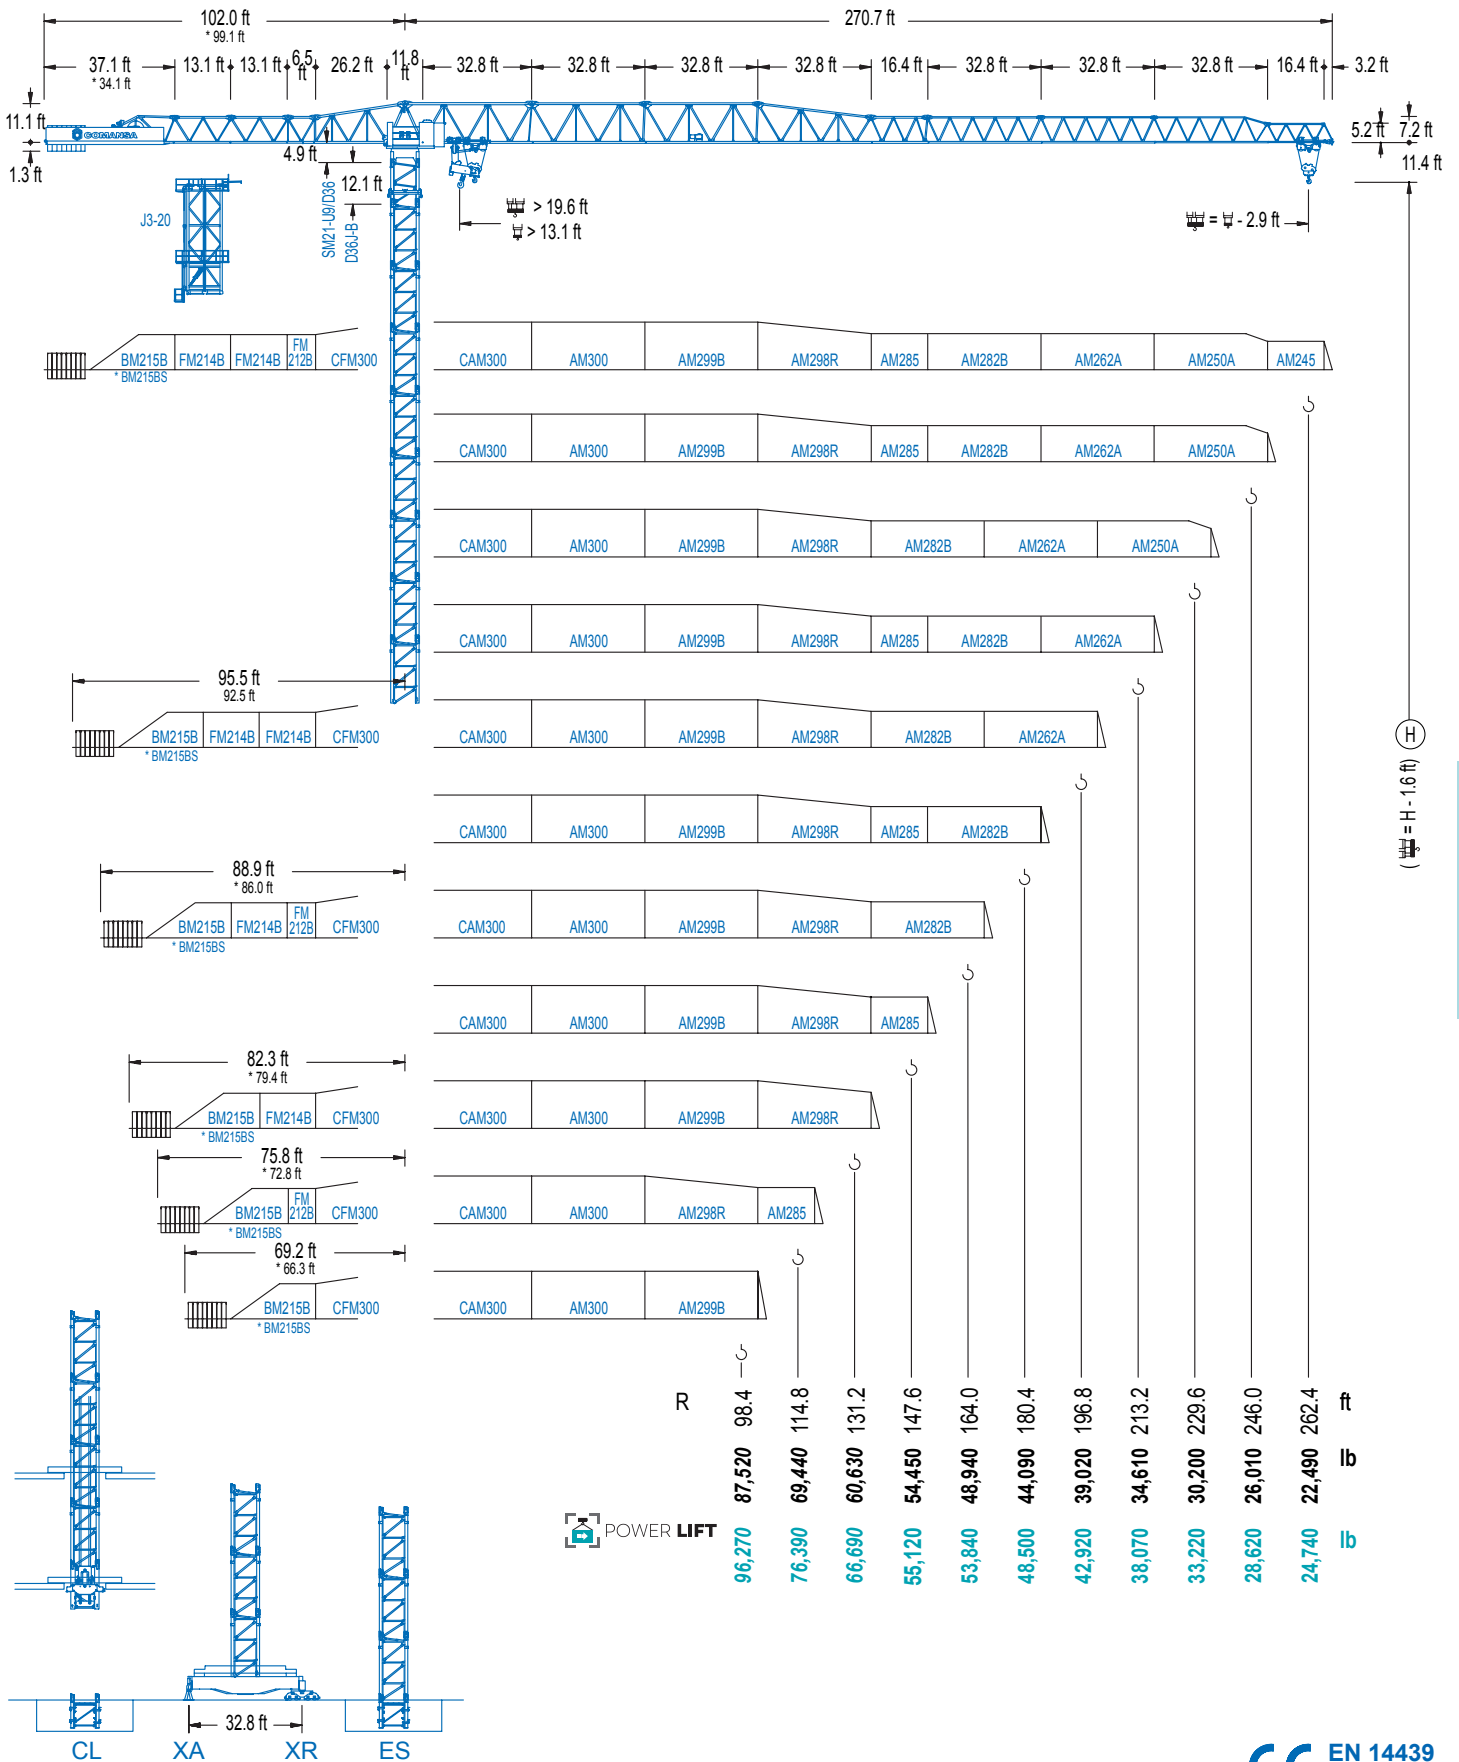 102.0 ft 270.7 ft
* 99.1 ft
37.1 ft 13.1 ft 13.1 ft 6.5 ft 26.2 ft 11.8 ft 32.8 ft 32.8 ft 32.8 ft 32.8 ft 16.4 ft 32.8 ft 32.8 ft 32.8 ft 16.4 ft 3.2 ft
* 34.1 ft
11.1 ft COMANSA 5.2 ft 7.2 ft
1.3 ft 4.9 ft 11.4 ft
12.1 ft
J3-20 SM21-U9/D36 D36J-B
> 19.6 ft
> 13.1 ft
= - 2.9 ft
BM215B FM214B FM214B FM 212B CFM300 CAM300 AM300 AM299B AM298R AM285 AM282B AM262A AM250A AM245
* BM215BS
CAM300 AM300 AM299B AM298R AM285 AM282B AM262A AM250A
CAM300 AM300 AM299B AM298R AM282B AM262A AM250A
CAM300 AM300 AM299B AM298R AM285 AM282B AM262A
95.5 ft
92.5 ft
BM215B FM214B FM214B CFM300 CAM300 AM300 AM299B AM298R AM282B AM262A
* BM215BS
H
( = H - 1.6 ft)
CAM300 AM300 AM299B AM298R AM285 AM282B
88.9 ft
* 86.0 ft
BM215B FM214B FM 212B CFM300 CAM300 AM300 AM299B AM298R AM282B
* BM215BS
CAM300 AM300 AM299B AM298R AM285
82.3 ft
* 79.4 ft
BM215B FM214B CFM300 CAM300 AM300 AM299B AM298R
* BM215BS
75.8 ft
* 72.8 ft
BM215B FM 212B CFM300 CAM300 AM300 AM298R AM285
* BM215BS
69.2 ft
* 66.3 ft
BM215B CFM300 CAM300 AM300 AM299B
* BM215BS
R 98.4 114.8 131.2 147.6 164.0 180.4 196.8 213.2 229.6 246.0 262.4 ft
87,520 69,440 60,630 54,450 48,940 44,090 39,020 34,610 30,200 26,010 22,490 lb
POWER LIFT 96,270 76,390 66,690 55,120 53,840 48,500 42,920 38,070 33,220 28,620 24,740 lb
32.8 ft
CL XA XR ES
CE EN 14439